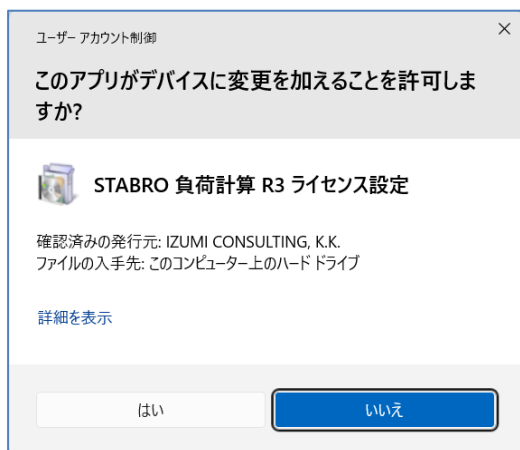 ユーザー アカウント制御
このアプリがデバイスに変更を加えることを許可しま
すか?
STABRO 負荷計算 R3 ライセンス設定
確認済みの発行元: IZUMI CONSULTING, K.K.
ファイルの入手先: このコンピューター上のハード ドライブ
詳細を表示
はい
いいえ